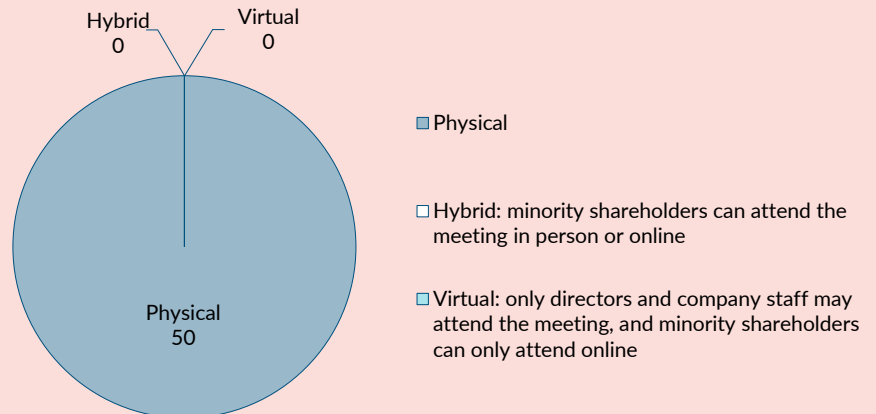 Hybrid
0
Virtual
0
Physical
50
Physical
Hybrid: minority shareholders can attend the
meeting in person or online
Virtual: only directors and company staff may
attend the meeting, and minority shareholders
can only attend online